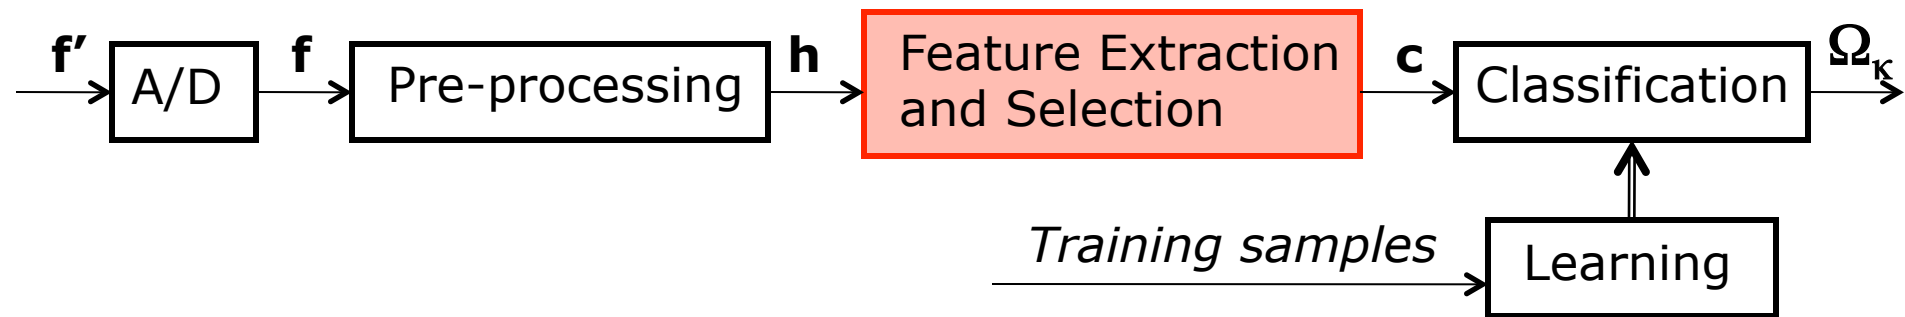 f′
A/D
f
Pre-processing
h
Feature Extraction
and Selection
c
Classification
Ωκ
Training samples
Learning